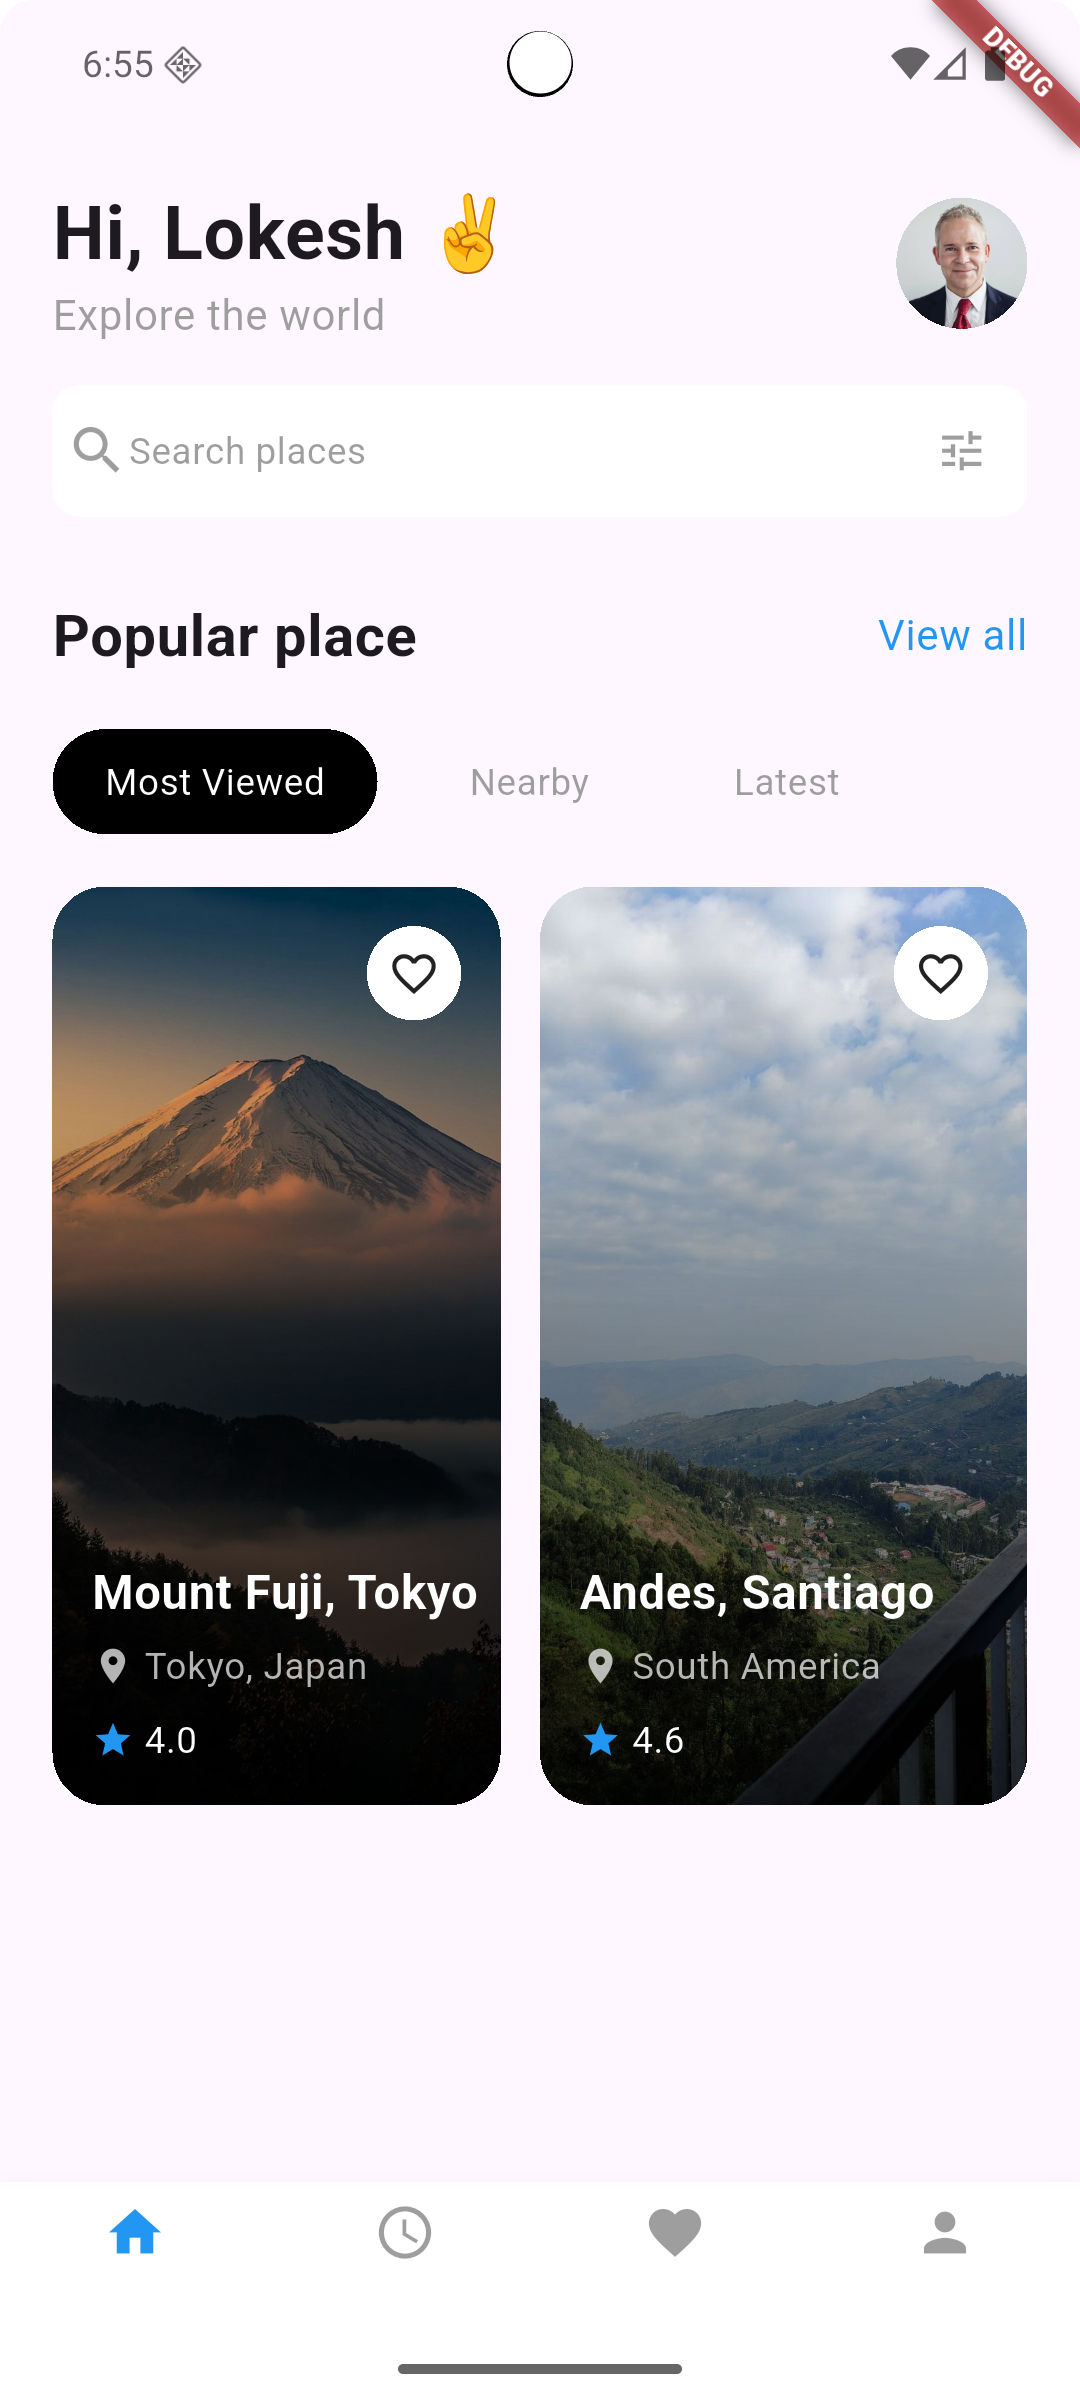 6:55
DEBUG
Hi, Lokesh ✌️
Explore the world
Search places
Popular place
View all
Most Viewed
Nearby
Latest
Mount Fuji, Tokyo
Tokyo, Japan
4.0
Andes, Santiago
South America
4.6